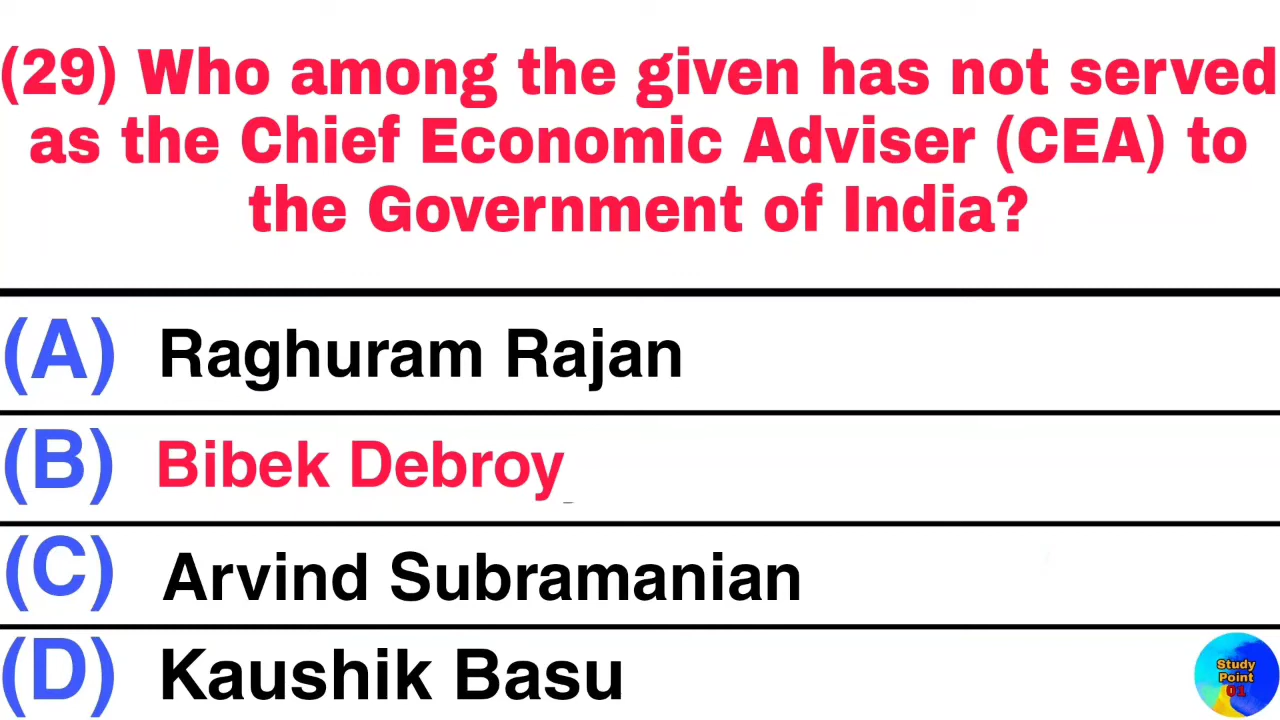 (29) Who among the given has not served
as the Chief Economic Adviser (CEA) to
the Government of India?
(A) Raghuram Rajan
(B) Bibek Debroy
(C) Arvind Subramanian
(D) Kaushik Basu
Study
Point
01